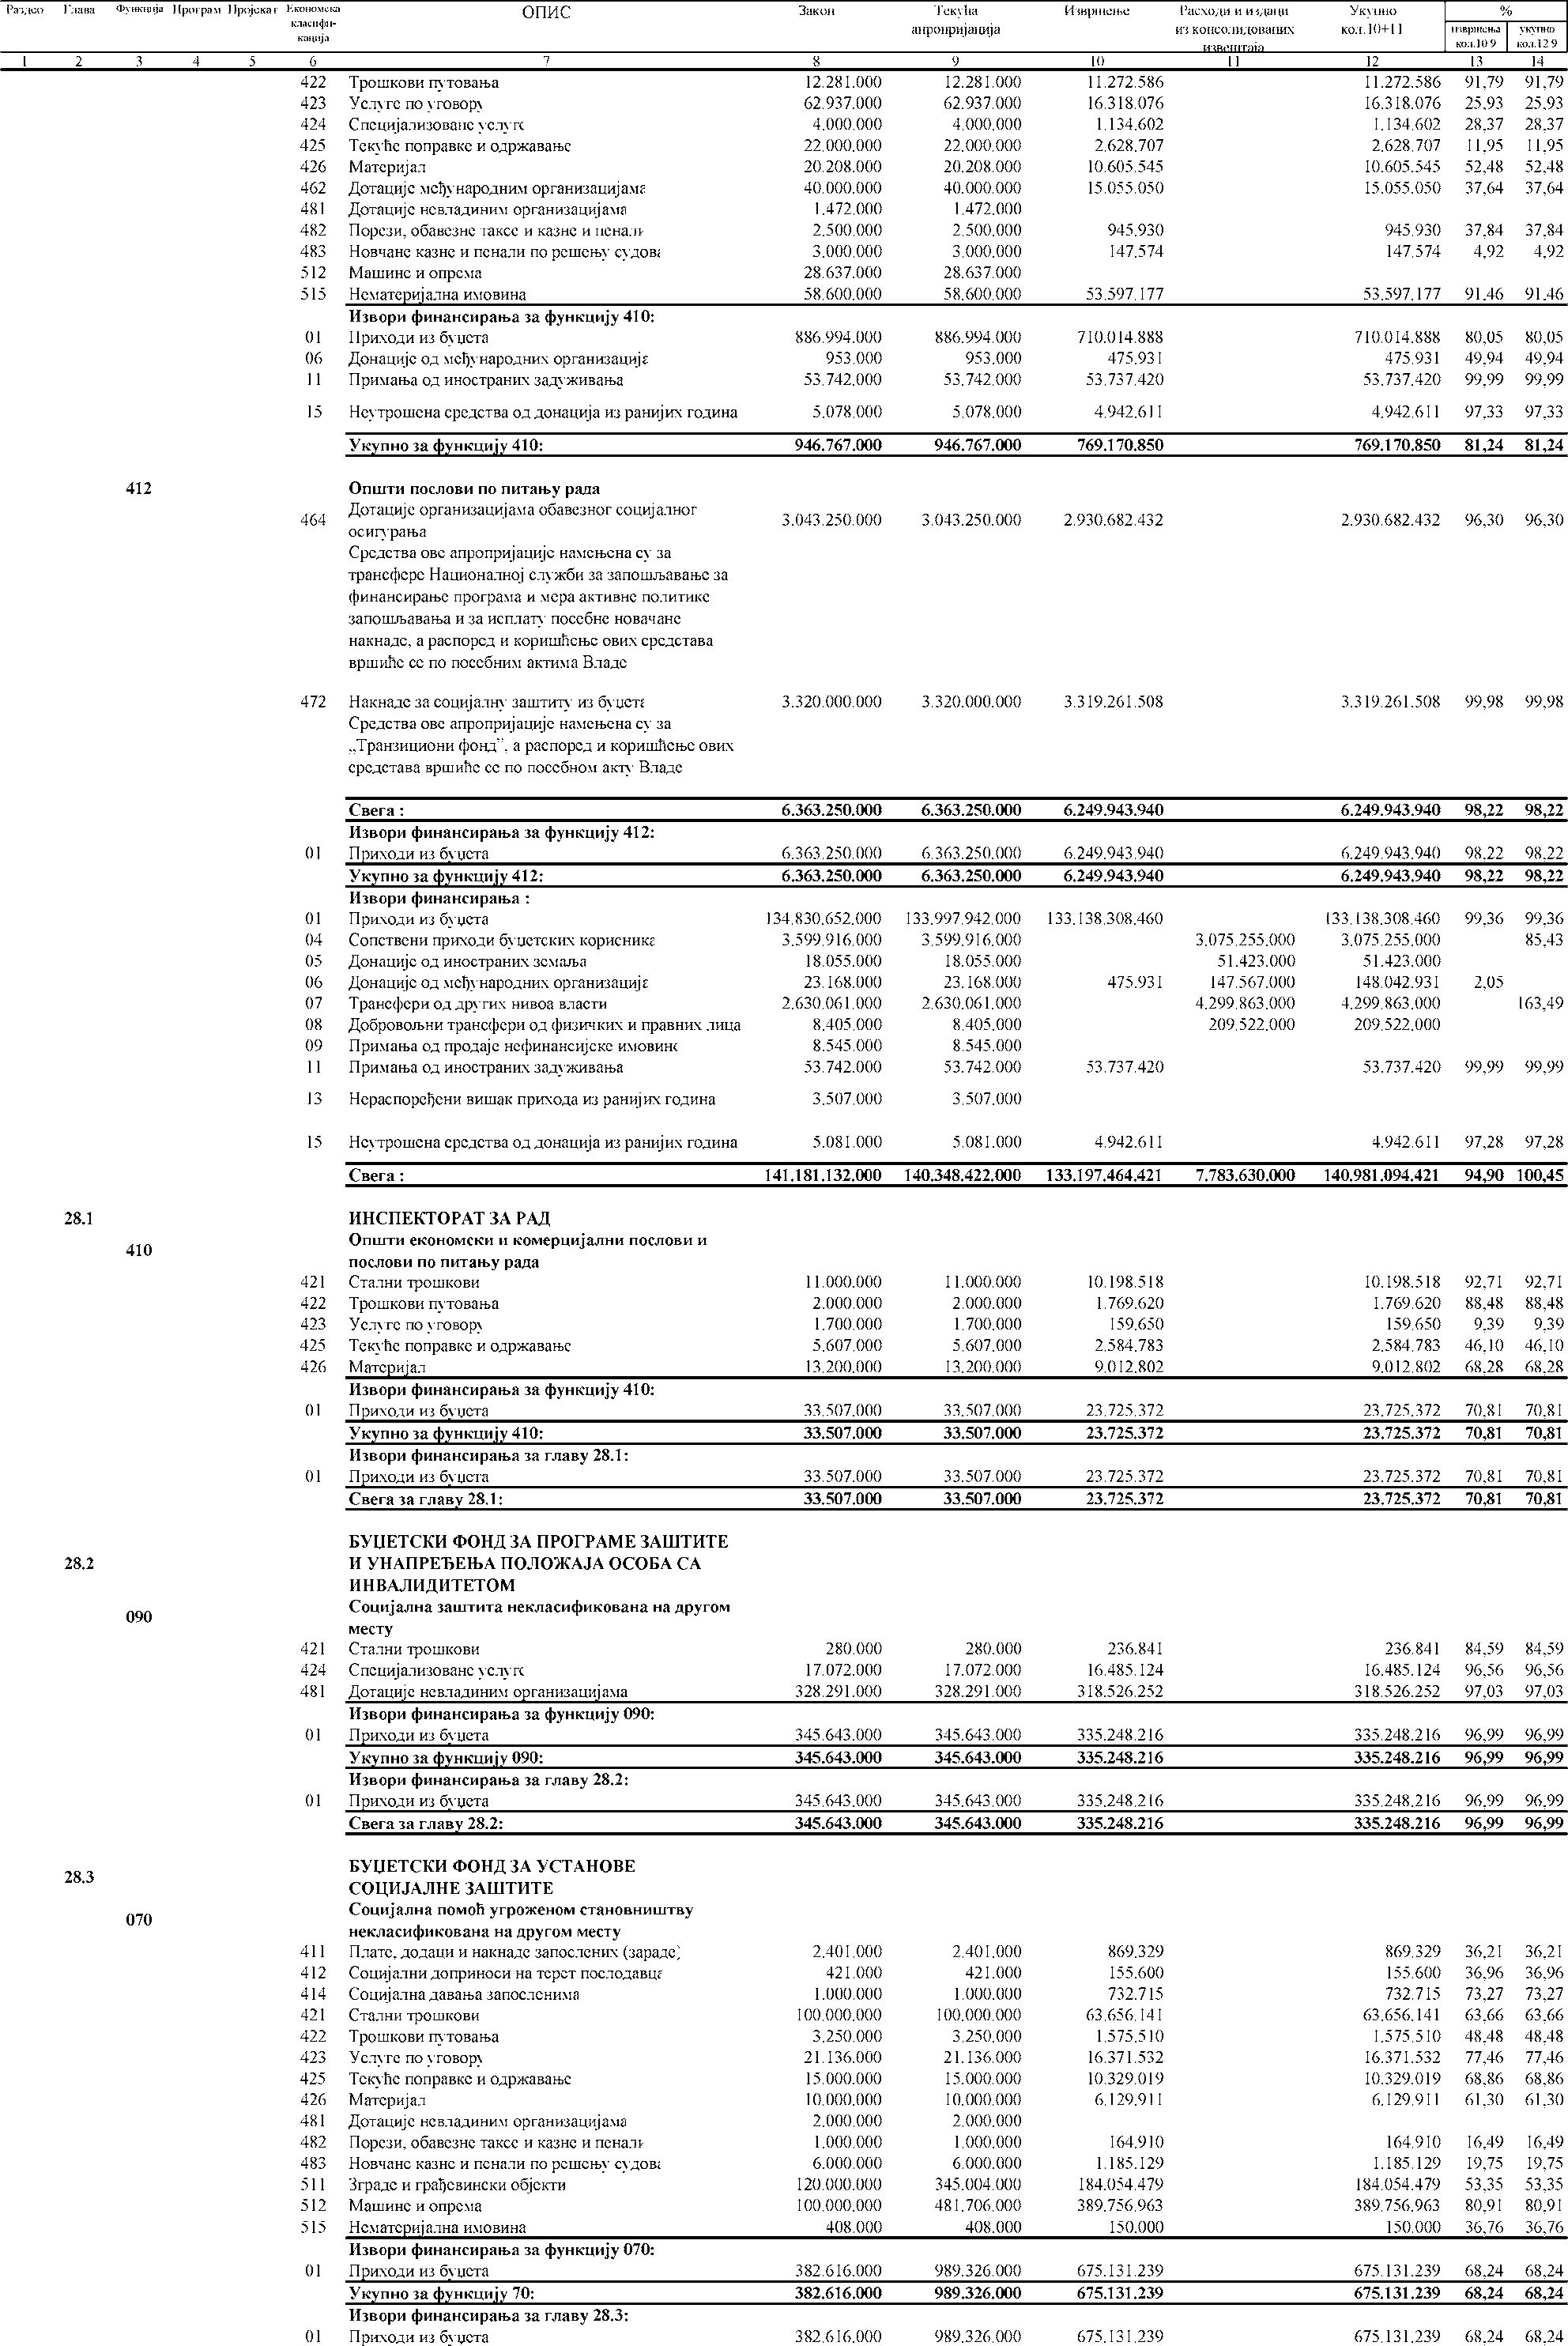 Раздео Глава Функција Програм Пројекат Економска класифи-кација ОПИС Закон Текућа апропријација Извршење Расходи и издаци из консолидованих извештаја Укупно кол.10+11 % извршења кол.10 9 укупно кол.12 9
1 2 3 4 5 6 7 8 9 10 11 12 13 14
422 Трошкови путовања 12.281.000 12.281.000 11.272.586 11.272.586 91,79 91,79
423 Услуге по уговору 62.937.000 62.937.000 16.318.076 16.318.076 25,93 25,93
424 Специјализоване услуге 4.000.000 4.000.000 1.134.602 1.134.602 28,37 28,37
425 Текуће поправке и одржавање 22.000.000 22.000.000 2.628.707 2.628.707 11,95 11,95
426 Материјал 20.208.000 20.208.000 10.605.545 10.605.545 52,48 52,48
462 Дотације међународним организацијама 40.000.000 40.000.000 15.055.050 15.055.050 37,64 37,64
481 Дотације невладиним организацијама 1.472.000 1.472.000
482 Порези, обавезне таксе и казне и пенали 2.500.000 2.500.000 945.930 945.930 37,84 37,84
483 Новчане казне и пенали по решењу судова 3.000.000 3.000.000 147.574 147.574 4,92 4,92
512 Машине и опрема 28.637.000 28.637.000
515 Нематеријална имовина 58.600.000 58.600.000 53.597.177 53.597.177 91,46 91,46
Извори финансирања за функцију 410:
01 Приходи из буџета 886.994.000 886.994.000 710.014.888 710.014.888 80,05 80,05
06 Донације од међународних организација 953.000 953.000 475.931 475.931 49,94 49,94
11 Примања од иностраних задуживања 53.742.000 53.742.000 53.737.420 53.737.420 99,99 99,99
15 Неутрошена средства од донација из ранијих година 5.078.000 5.078.000 4.942.611 4.942.611 97,33 97,33
Укупно за функцију 410: 946.767.000 946.767.000 769.170.850 769.170.850 81,24 81,24
412 Општи послови по питању рада
464 Дотације организацијама обавезног социјалног осигурања 3.043.250.000 3.043.250.000 2.930.682.432 2.930.682.432 96,30 96,30
Средства ове апропријације намењена су за
трансфере Националној служби за запошљавање за
финансирање програма и мера активне политике
запошљавања и за исплату посебне новачане
накнаде, а распоред и коришћење ових средстава
вршиће се по посебним актима Владе
472 Накнаде за социјалну заштиту из буџета 3.320.000.000 3.320.000.000 3.319.261.508 3.319.261.508 99,98 99,98
Средства ове апропријације намењена су за
„Транзициони фонд”, а распоред и коришћење ових
средстава вршиће се по посебном акту Владе
Свега : 6.363.250.000 6.363.250.000 6.249.943.940 6.249.943.940 98,22 98,22
Извори финансирања за функцију 412:
01 Приходи из буџета 6.363.250.000 6.363.250.000 6.249.943.940 6.249.943.940 98,22 98,22
Укупно за функцију 412: 6.363.250.000 6.363.250.000 6.249.943.940 6.249.943.940 98,22 98,22
Извори финансирања :
01 Приходи из буџета 134.830.652.000 133.997.942.000 133.138.308.460 133.138.308.460 99,36 99,36
04 Сопствени приходи буџетских корисника 3.599.916.000 3.599.916.000 3.075.255.000 3.075.255.000 85,43
05 Донације од иностраних земаља 18.055.000 18.055.000 51.423.000 51.423.000
06 Донације од међународних организација 23.168.000 23.168.000 475.931 147.567.000 148.042.931 2,05
07 Трансфери од других нивоа власти 2.630.061.000 2.630.061.000 4.299.863.000 4.299.863.000 163,49
08 Добровољни трансфери од физичких и правних лица 8.405.000 8.405.000 209.522.000 209.522.000
09 Примања од продаје нефинансијске имовине 8.545.000 8.545.000
11 Примања од иностраних задуживања 53.742.000 53.742.000 53.737.420 53.737.420 99,99 99,99
13 Нераспоређени вишак прихода из ранијих година 3.507.000 3.507.000
15 Неутрошена средства од донација из ранијих година 5.081.000 5.081.000 4.942.611 4.942.611 97,28 97,28
Свега : 141.181.132.000 140.348.422.000 133.197.464.421 7.783.630.000 140.981.094.421 94,90 100,45
28.1 ИНСПЕКТОРАТ ЗА РАД
410 Општи економски и комерцијални послови и
послови по питању рада
421 Стални трошкови 11.000.000 11.000.000 10.198.518 10.198.518 92,71 92,71
422 Трошкови путовања 2.000.000 2.000.000 1.769.620 1.769.620 88,48 88,48
423 Услуге по уговору 1.700.000 1.700.000 159.650 159.650 9,39 9,39
425 Текуће поправке и одржавање 5.607.000 5.607.000 2.584.783 2.584.783 46,10 46,10
426 Материјал 13.200.000 13.200.000 9.012.802 9.012.802 68,28 68,28
Извори финансирања за функцију 410:
01 Приходи из буџета 33.507.000 33.507.000 23.725.372 23.725.372 70,81 70,81
Укупно за функцију 410: 33.507.000 33.507.000 23.725.372 23.725.372 70,81 70,81
Извори финансирања за главу 28.1:
01 Приходи из буџета 33.507.000 33.507.000 23.725.372 23.725.372 70,81 70,81
Свега за главу 28.1: 33.507.000 33.507.000 23.725.372 23.725.372 70,81 70,81
БУЏЕТСКИ ФОНД ЗА ПРОГРАМЕ ЗАШТИТЕ
28.2 И УНАПРЕЂЕЊА ПОЛОЖАЈА ОСОБА СА
ИНВАЛИДИТЕТОМ
090 Социјална заштита некласификована на другом
месту
421 Стални трошкови 280.000 280.000 236.841 236.841 84,59 84,59
424 Специјализоване услуге 17.072.000 17.072.000 16.485.124 16.485.124 96,56 96,56
481 Дотације невладиним организацијама 328.291.000 328.291.000 318.526.252 318.526.252 97,03 97,03
Извори финансирања за функцију 090:
01 Приходи из буџета 345.643.000 345.643.000 335.248.216 335.248.216 96,99 96,99
Укупно за функцију 090: 345.643.000 345.643.000 335.248.216 335.248.216 96,99 96,99
Извори финансирања за главу 28.2:
01 Приходи из буџета 345.643.000 345.643.000 335.248.216 335.248.216 96,99 96,99
Свега за главу 28.2: 345.643.000 345.643.000 335.248.216 335.248.216 96,99 96,99
28.3 БУЏЕТСКИ ФОНД ЗА УСТАНОВЕ
СОЦИЈАЛНЕ ЗАШТИТЕ
070 Социјална помоћ угроженом становништву
некласификована на другом месту
411 Плате, додаци и накнаде запослених (зараде) 2.401.000 2.401.000 869.329 869.329 36,21 36,21
412 Социјални доприноси на терет послодавца 421.000 421.000 155.600 155.600 36,96 36,96
414 Социјална давања запосленима 1.000.000 1.000.000 732.715 732.715 73,27 73,27
421 Стални трошкови 100.000.000 100.000.000 63.656.141 63.656.141 63,66 63,66
422 Трошкови путовања 3.250.000 3.250.000 1.575.510 1.575.510 48,48 48,48
423 Услуге по уговору 21.136.000 21.136.000 16.371.532 16.371.532 77,46 77,46
425 Текуће поправке и одржавање 15.000.000 15.000.000 10.329.019 10.329.019 68,86 68,86
426 Материјал 10.000.000 10.000.000 6.129.911 6.129.911 61,30 61,30
481 Дотације невладиним организацијама 2.000.000 2.000.000
482 Порези, обавезне таксе и казне и пенали 1.000.000 1.000.000 164.910 164.910 16,49 16,49
483 Новчане казне и пенали по решењу судова 6.000.000 6.000.000 1.185.129 1.185.129 19,75 19,75
511 Зграде и грађевински објекти 120.000.000 345.004.000 184.054.479 184.054.479 53,35 53,35
512 Машине и опрема 100.000.000 481.706.000 389.756.963 389.756.963 80,91 80,91
515 Нематеријална имовина 408.000 408.000 150.000 150.000 36,76 36,76
Извори финансирања за функцију 070:
01 Приходи из буџета 382.616.000 989.326.000 675.131.239 675.131.239 68,24 68,24
Укупно за функцију 70: 382.616.000 989.326.000 675.131.239 675.131.239 68,24 68,24
Извори финансирања за главу 28.3:
01 Приходи из буџета 382.616.000 989.326.000 675.131.239 675.131.239 68,24 68,24